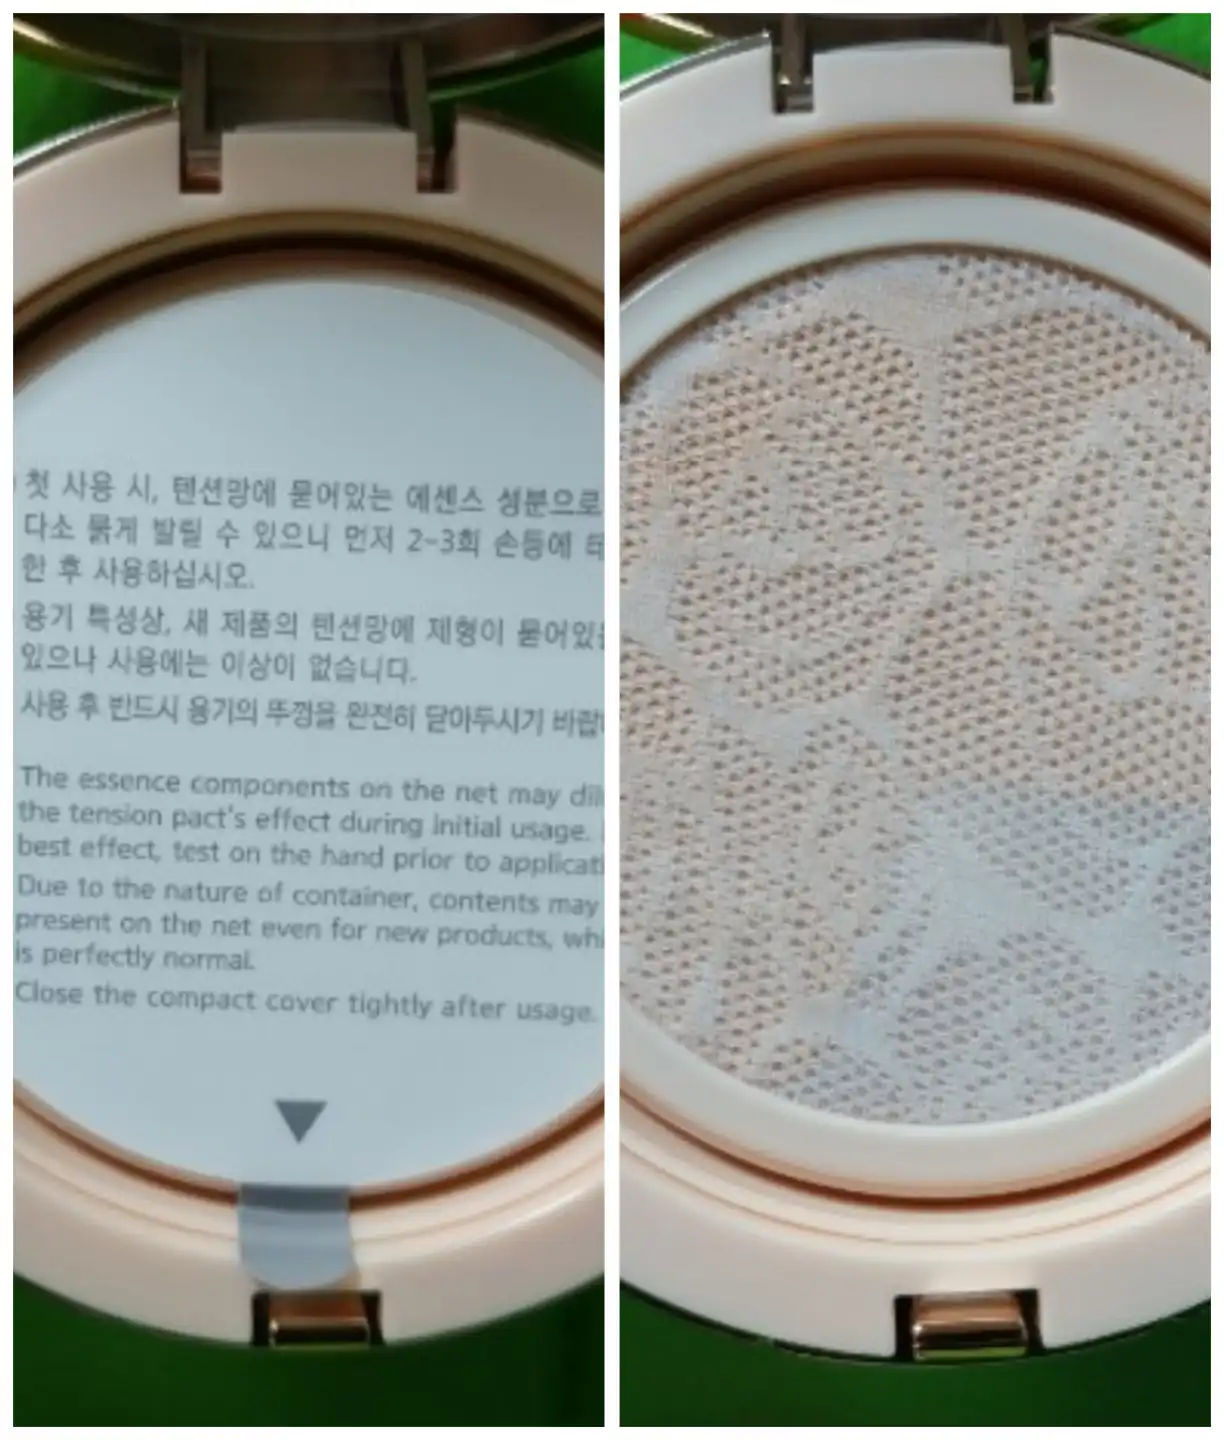 첫 사용 시, 텐션망에 묻어있는 에센스 성분으로
다소 묽게 발릴 수 있으니 먼저 2-3회 손등에
한 후 사용하십시오.
용기 특성상, 새 제품의 텐션망에 제형이
있으나 사용에는 이상이 없습니다.
사용 후 반드시 용기의 뚜껑을 완전히 닫아두시기
The essence components on the net may
the tension pact's effect during initial usage.
best effect, test on the hand prior to
Due to the nature of container, contents may
present on the net even for new products,
is perfectly normal.
Close the compact cover tightly after usage.